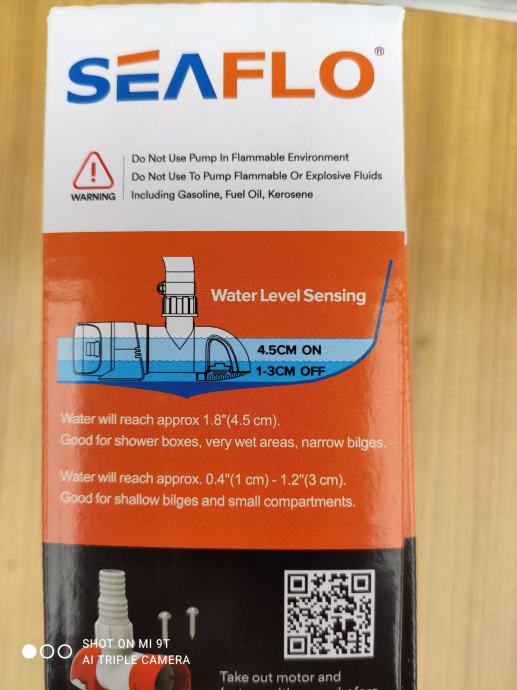 SEAFLO®
WARNING
Do Not Use Pump In Flammable Environment
Do Not Use To Pump Flammable Or Explosive Fluids
Including Gasoline, Fuel Oil, Kerosene
Water Level Sensing
4.5CM ON
1-3CM OFF
Water will reach approx 1.8"(4.5 cm).
Good for shower boxes, very wet areas, narrow bilges.
Water will reach approx. 0.4"(1 cm) - 1.2"(3 cm).
Good for shallow bilges and small compartments.
Take out motor and
SHOT ON MI 9T
AI TRIPLE CAMERA